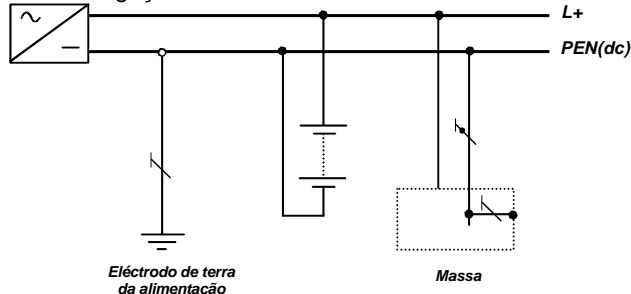 L+
PEN(dc)
Eléctrodo de terra
da alimentação
Massa